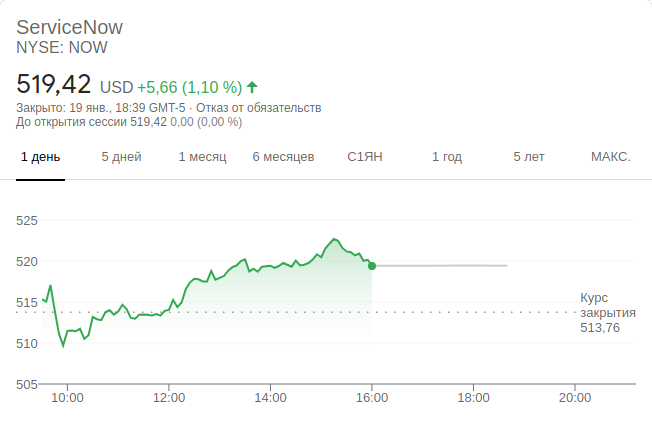 ServiceNow
NYSE: NOW
519,42 USD +5,66 (1,10 %)
Закрыто: 19 янв., 18:39 GMT-5 · Отказ от обязательств
До открытия сессии 519,42 0,00 (0,00 %)
1 день 5 дней 1 месяц 6 месяцев С1ЯН 1 год 5 лет МАКС.
525
520
515
510
505
Курс
закрытия
513,76
10:00 12:00 14:00 16:00 18:00 20:00